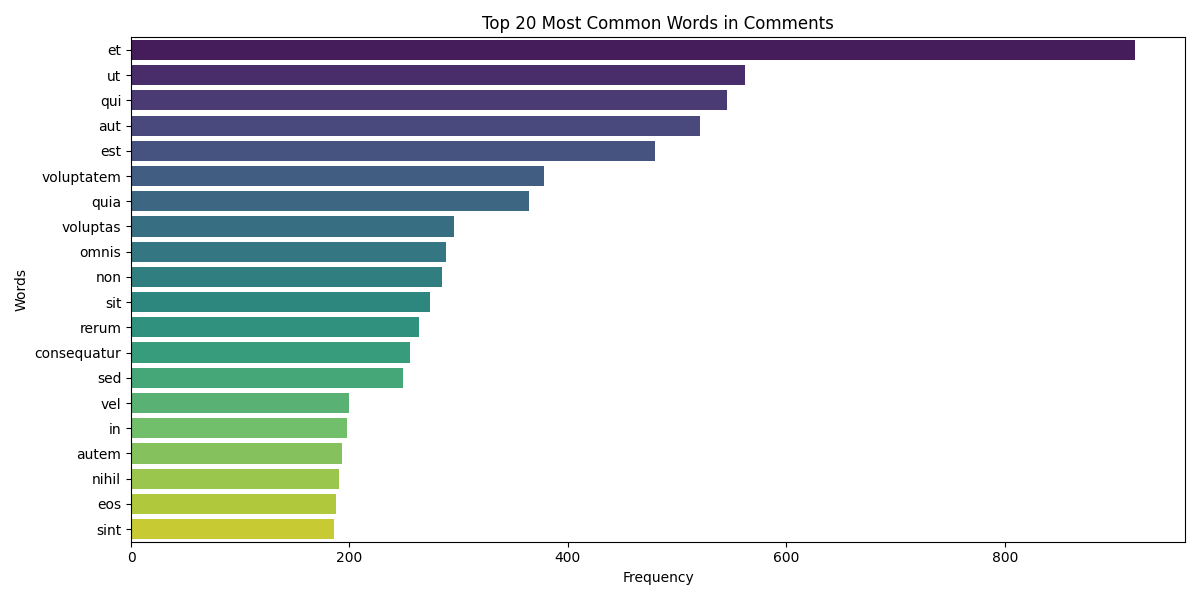 Top 20 Most Common Words in Comments
et
ut
qui
aut
est
voluptatem
quia
voluptas
omnis
non
sit
rerum
consequatur
sed
vel
in
autem
nihil
eos
sint
Words
0 200 400 600 800
Frequency